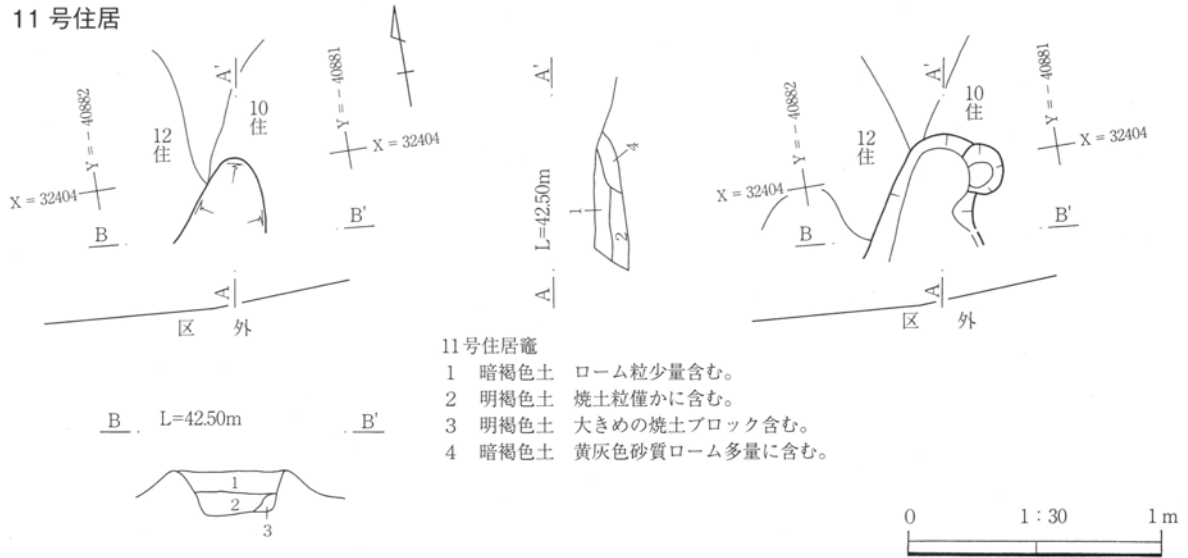 11 号住居
A'
Y = − 40882
12
住
10
住
Y = − 40881
X = 32404
X = 32404
B
B'
A
区 外
A'
4
1
2
L=42.50m
A
A'
Y = − 40882
12
住
10
住
Y = − 40881
X = 32404
X = 32404
B
B'
A
区 外
11号住居竈
1 暗褐色土 ローム粒少量含む。
2 明褐色土 焼土粒僅かに含む。
3 明褐色土 大きめの焼土ブロック含む。
4 暗褐色土 黄灰色砂質ローム多量に含む。
B L=42.50m B'
1
2
3
0 1:30 1m